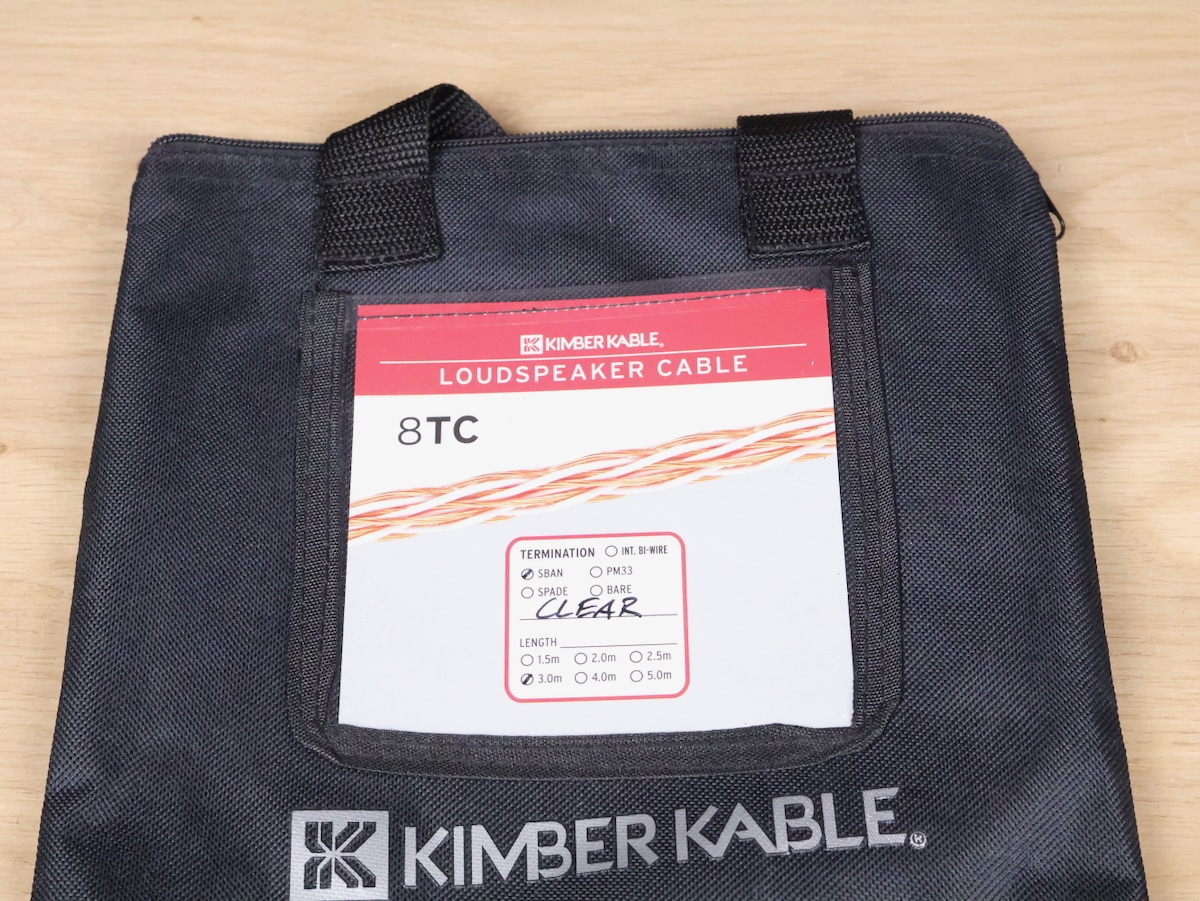 KIMBER KABLE®
LOUDSPEAKER CABLE
8TC
TERMINATION ○ INT. BI-WIRE
SBAN ○ PM33
○ SPADE ○ BARE
CLEAR
LENGTH
○ 1.5m ○ 2.0m ○ 2.5m
3.0m ○ 4.0m ○ 5.0m
KIMBER KABLE®